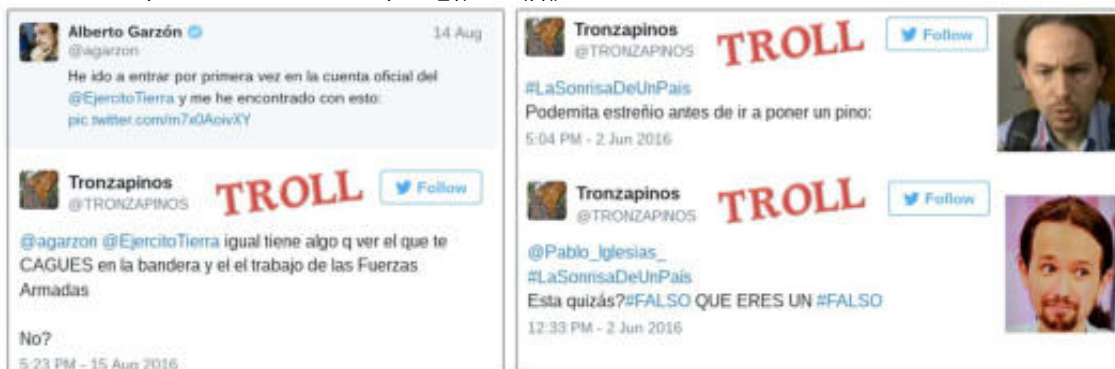 Alberto Garzón
14 Aug
@agarzon
He ido a entrar por primera vez en la cuenta oficial del
@EjercitoTierra y me he encontrado con esto:
pic.twitter.com/m7x0AoivXY
Tronzapinos
@TRONZAPINOS
TROLL
Follow
@agarzon @EjercitoTierra igual tiene algo q ver el que te
CAGUES en la bandera y el el trabajo de las Fuerzas
Armadas
No?
5:23 PM - 15 Aug 2016
Tronzapinos
@TRONZAPINOS
TROLL
Follow
#LaSonrisaDeUnPais
Podemita estreñio antes de ir a poner un pino:
5:04 PM - 2 Jun 2016
Tronzapinos
@TRONZAPINOS
TROLL
Follow
@Pablo_Iglesias_
#LaSonrisaDeUnPais
Esta quizás?#FALSO QUE ERES UN #FALSO
12:33 PM - 2 Jun 2016